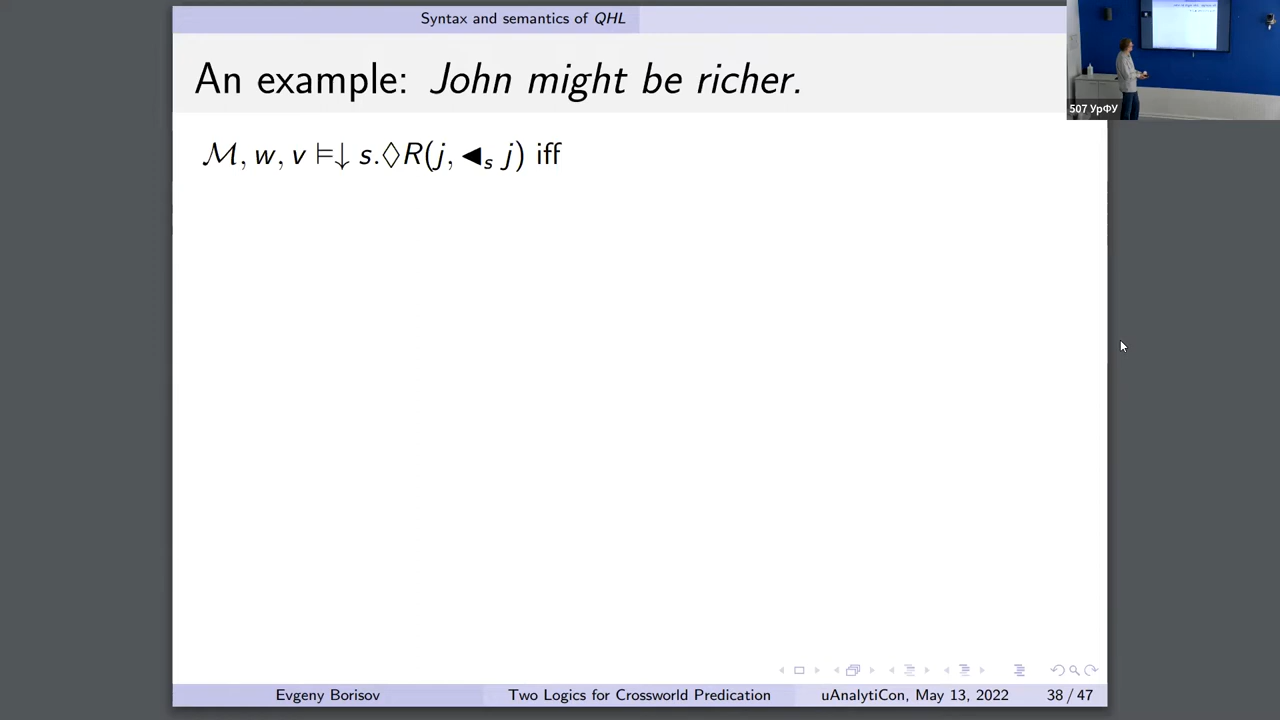 Syntax and semantics of QHL
An example: John might be richer.
ℳ, w, v ⊨↓ s.◇R(j, ◀ₛ j) iff
507 УрФУ
Evgeny Borisov
Two Logics for Crossworld Predication
uAnalytiCon, May 13, 2022
38 / 47